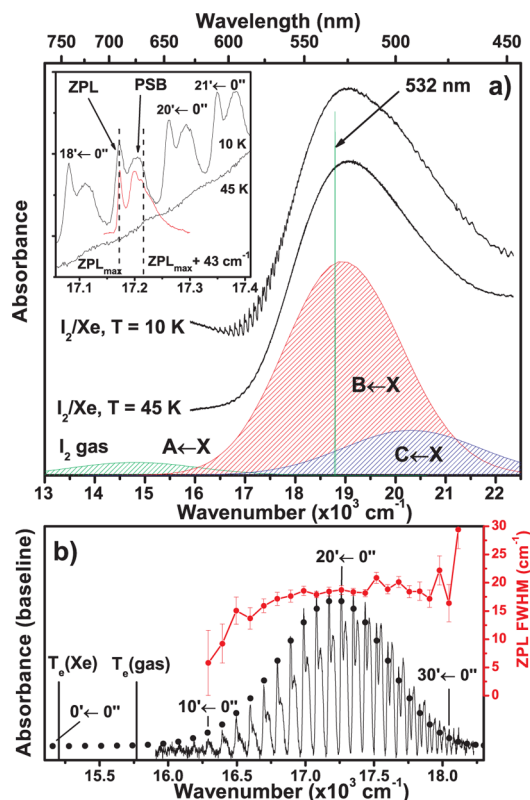 Wavelength (nm)
750 700 650 600 550 500 450
a)
ZPL
PSB
21'← 0''
20'← 0''
18'← 0''
10 K
45 K
ZPLmax
ZPLmax + 43 cm⁻¹
17.1 17.2 17.3 17.4
532 nm
Absorbance
I₂/Xe, T = 10 K
I₂/Xe, T = 45 K
B←X
I₂ gas
A←X
C←X
13 14 15 16 17 18 19 20 21 22
Wavenumber (x10³ cm⁻¹)
b)
20'← 0''
Tₑ(Xe)
Tₑ(gas)
0'← 0''
10'← 0''
30'← 0''
Absorbance (baseline)
30
25
20
15
10
5
0
ZPL FWHM (cm⁻¹)
15.5 16.0 16.5 17.0 17.5 18.0
Wavenumber (x10³ cm⁻¹)